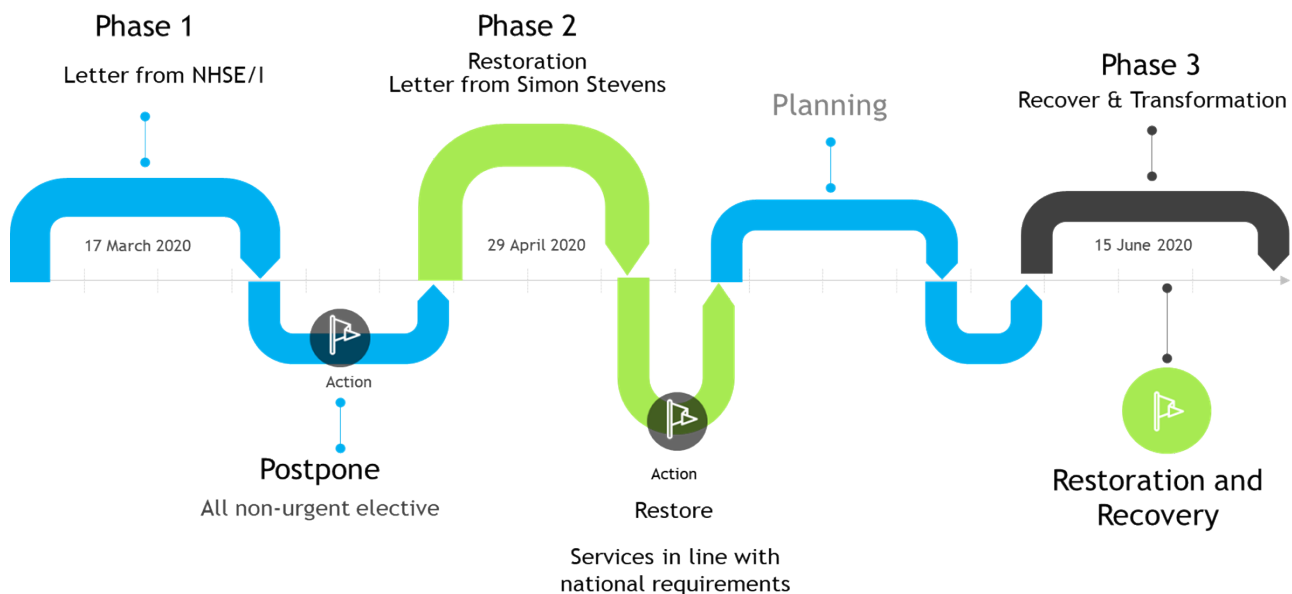 Phase 1
Letter from NHSE/I
17 March 2020
Action
Postpone
All non-urgent elective
Phase 2
Restoration
Letter from Simon Stevens
29 April 2020
Action
Restore
Services in line with
national requirements
Planning
Phase 3
Recover & Transformation
15 June 2020
Restoration and
Recovery